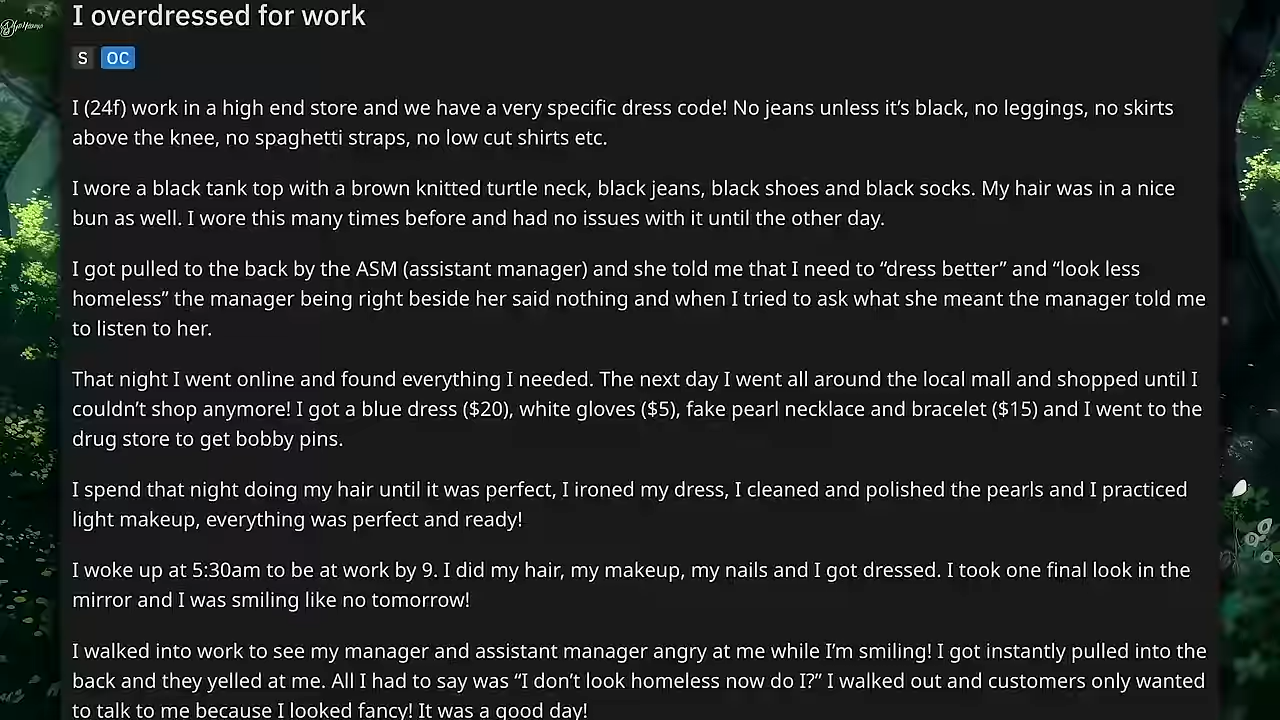 I overdressed for work
S OC
I (24f) work in a high end store and we have a very specific dress code! No jeans unless it’s black, no leggings, no skirts
above the knee, no spaghetti straps, no low cut shirts etc.
I wore a black tank top with a brown knitted turtle neck, black jeans, black shoes and black socks. My hair was in a nice
bun as well. I wore this many times before and had no issues with it until the other day.
I got pulled to the back by the ASM (assistant manager) and she told me that I need to “dress better” and “look less
homeless” the manager being right beside her said nothing and when I tried to ask what she meant the manager told me
to listen to her.
That night I went online and found everything I needed. The next day I went all around the local mall and shopped until I
couldn’t shop anymore! I got a blue dress ($20), white gloves ($5), fake pearl necklace and bracelet ($15) and I went to the
drug store to get bobby pins.
I spend that night doing my hair until it was perfect, I ironed my dress, I cleaned and polished the pearls and I practiced
light makeup, everything was perfect and ready!
I woke up at 5:30am to be at work by 9. I did my hair, my makeup, my nails and I got dressed. I took one final look in the
mirror and I was smiling like no tomorrow!
I walked into work to see my manager and assistant manager angry at me while I’m smiling! I got instantly pulled into the
back and they yelled at me. All I had to say was “I don’t look homeless now do I?” I walked out and customers only wanted
to talk to me because I looked fancy! It was a good day!